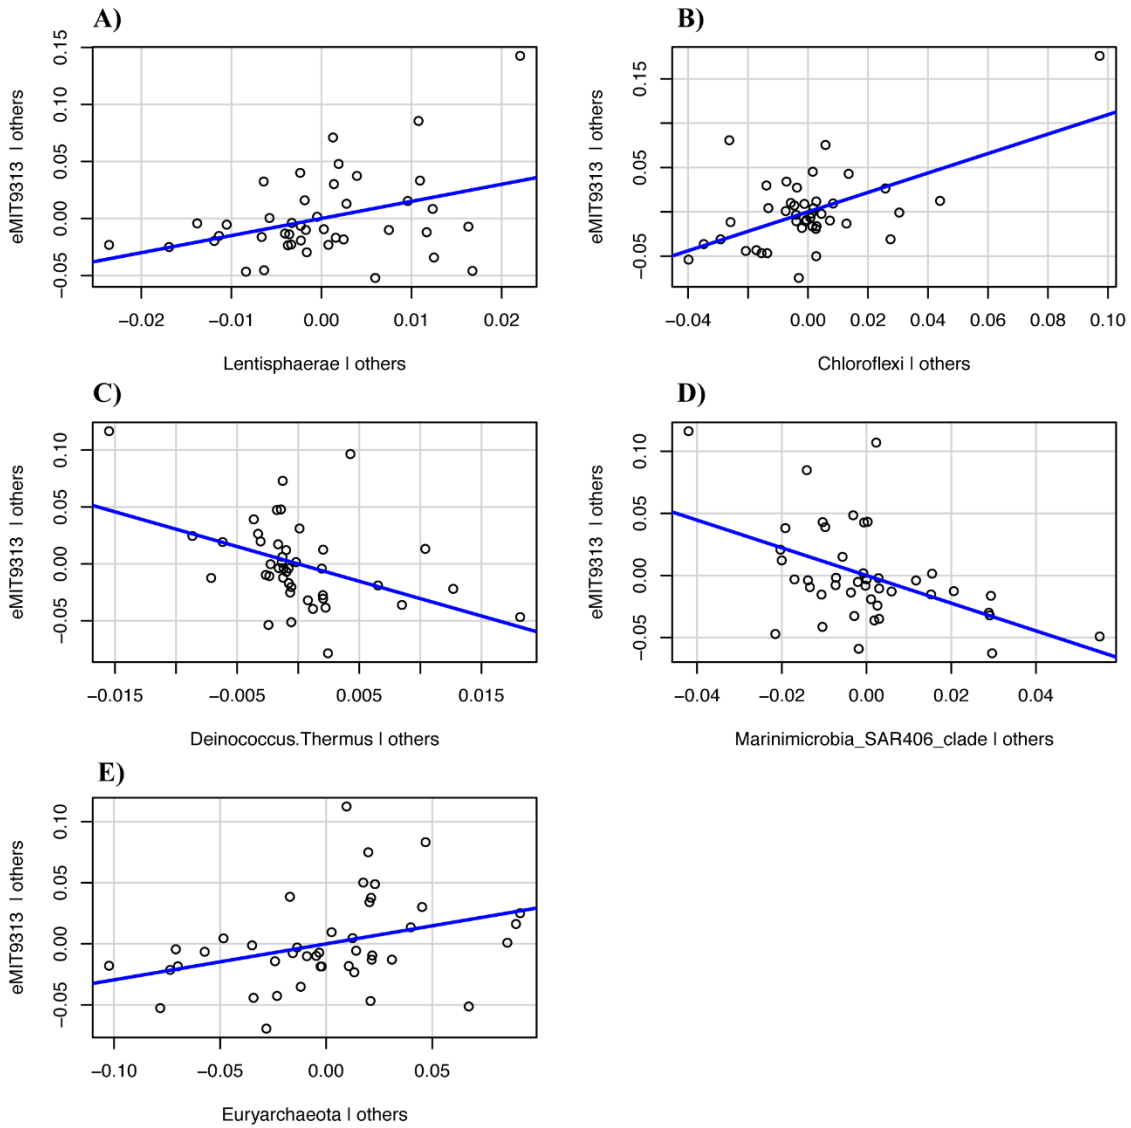 A)
eMIT9313 | others
0.15
0.10
0.05
0.00
−0.05
−0.02 −0.01 0.00 0.01 0.02
Lentisphaerae | others
B)
eMIT9313 | others
0.15
0.05
−0.05
−0.04 0.00 0.02 0.04 0.06 0.08 0.10
Chloroflexi | others
C)
eMIT9313 | others
0.10
0.05
0.00
−0.05
−0.015 −0.005 0.005 0.015
Deinococcus.Thermus | others
D)
eMIT9313 | others
0.10
0.05
0.00
−0.05
−0.04 −0.02 0.00 0.02 0.04
Marinimicrobia_SAR406_clade | others
E)
eMIT9313 | others
0.10
0.05
0.00
−0.05
−0.10 −0.05 0.00 0.05
Euryarchaeota | others